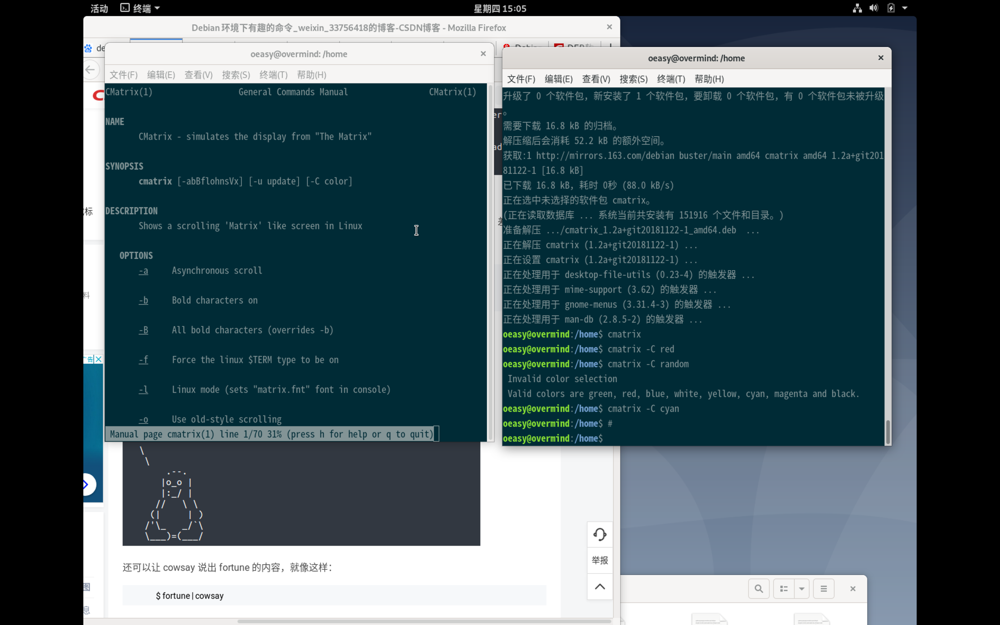 活动
终端
星期四 15:05
Debian 环境下有趣的命令_weixin_33756418的博客-CSDN博客 - Mozilla Firefox
de
oeasy@overmind: /home
文件(F) 编辑(E) 查看(V) 搜索(S) 终端(T) 帮助(H)
CMatrix(1) General Commands Manual CMatrix(1)
NAME
CMatrix - simulates the display from "The Matrix"
SYNOPSIS
cmatrix [-abBflohnsVx] [-u update] [-C color]
DESCRIPTION
Shows a scrolling 'Matrix' like screen in Linux
OPTIONS
-a Asynchronous scroll
-b Bold characters on
-B All bold characters (overrides -b)
-f Force the linux $TERM type to be on
-l Linux mode (sets "matrix.fnt" font in console)
-o Use old-style scrolling
Manual page cmatrix(1) line 1/70 31% (press h for help or q to quit)
oeasy@overmind: /home
文件(F) 编辑(E) 查看(V) 搜索(S) 终端(T) 帮助(H)
升级了 0 个软件包，新安装了 1 个软件包，要卸载 0 个软件包，有 0 个软件包未被升级
。
需要下载 16.8 kB 的归档。
解压缩后会消耗 52.2 kB 的额外空间。
获取:1 http://mirrors.163.com/debian buster/main amd64 cmatrix amd64 1.2a+git201
81122-1 [16.8 kB]
已下载 16.8 kB，耗时 0秒 (88.0 kB/s)
正在选中未选择的软件包 cmatrix。
(正在读取数据库 ... 系统当前共安装有 151916 个文件和目录。)
准备解压 .../cmatrix_1.2a+git20181122-1_amd64.deb  ...
正在解压 cmatrix (1.2a+git20181122-1) ...
正在设置 cmatrix (1.2a+git20181122-1) ...
正在处理用于 desktop-file-utils (0.23-4) 的触发器 ...
正在处理用于 mime-support (3.62) 的触发器 ...
正在处理用于 gnome-menus (3.31.4-3) 的触发器 ...
正在处理用于 man-db (2.8.5-2) 的触发器 ...
oeasy@overmind:/home$ cmatrix
oeasy@overmind:/home$ cmatrix -C red
oeasy@overmind:/home$ cmatrix -C random
Invalid color selection
Valid colors are green, red, blue, white, yellow, cyan, magenta and black.
oeasy@overmind:/home$ cmatrix -C cyan
oeasy@overmind:/home$ #
oeasy@overmind:/home$
标
料
广告
图
息
举报
还可以让 cowsay 说出 fortune 的内容，就像这样：
$ fortune | cowsay